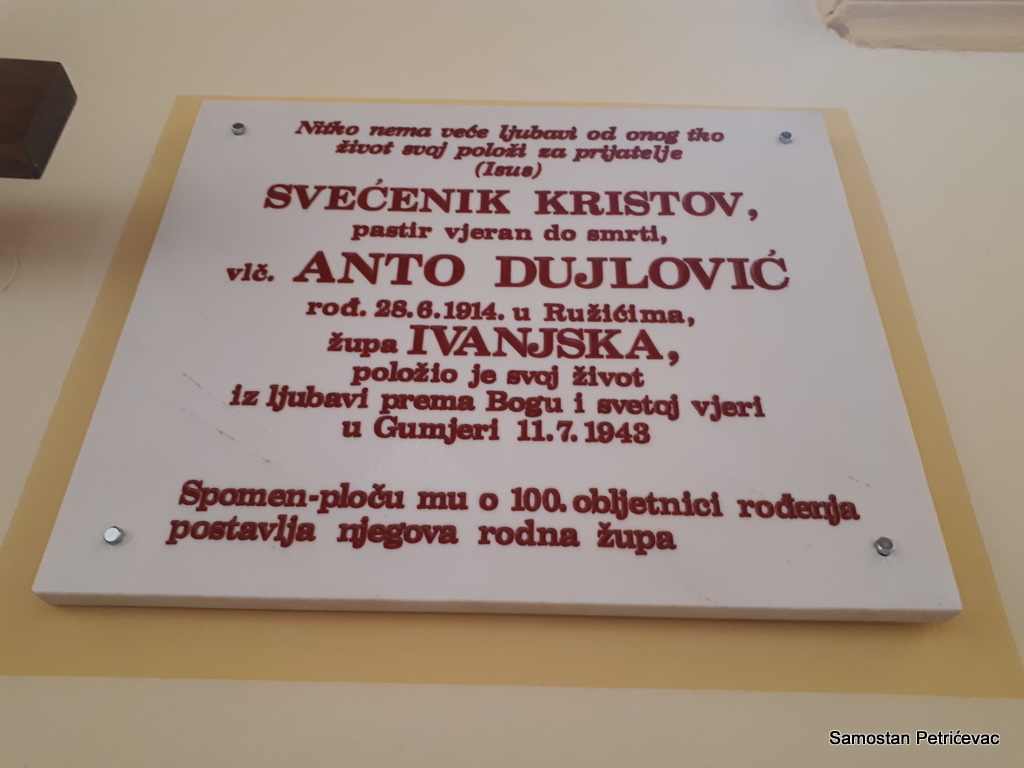 Nitko nema veće ljubavi od onog tko
život svoj položi za prijatelje
(Isus)
SVEĆENIK KRISTOV,
pastir vjeran do smrti,
vlč. ANTO DUJLOVIĆ
rođ. 28.6.1914. u Ružićima,
župa IVANJSKA,
položio je svoj život
iz ljubavi prema Bogu i svetoj vjeri
u Gumjeri 11.7.1943
Spomen-ploču mu o 100. obljetnici rođenja
postavlja njegova rodna župa
Samostan Petrićevac